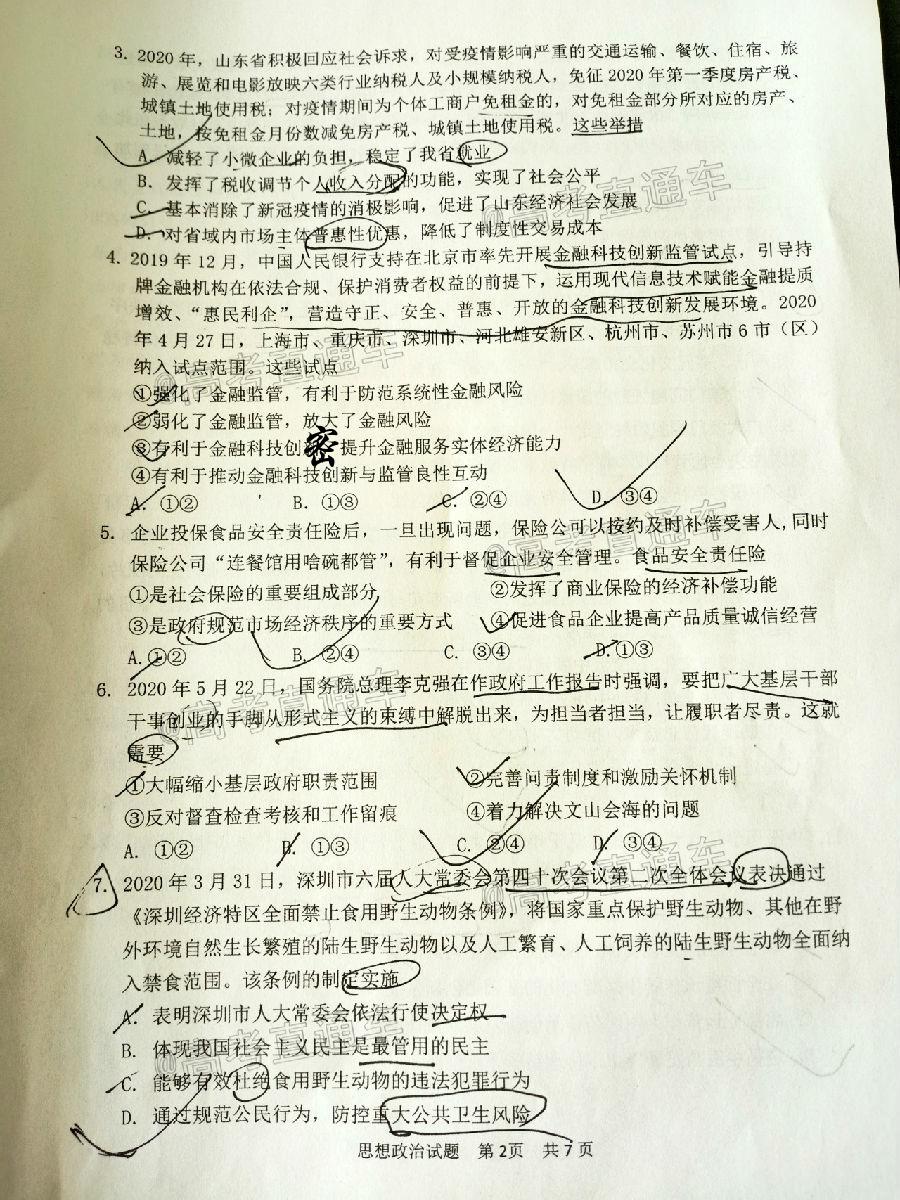 3. 2020年，山东省积极回应社会诉求，对受疫情影响严重的交通运输、餐饮、住宿、旅
游、展览和电影放映六类行业纳税人及小规模纳税人，免征2020年第一季度房产税、
城镇土地使用税；对疫情期间为个体工商户免租金的，对免租金部分所对应的房产、
土地，按免租金月份数减免房产税、城镇土地使用税。这些举措
A. 减轻了小微企业的负担，稳定了我省就业
B. 发挥了税收调节个人收入分配的功能，实现了社会公平
C. 基本消除了新冠疫情的消极影响，促进了山东经济社会发展
D. 对省域内市场主体普惠性优惠，降低了制度性交易成本
4. 2019年12月，中国人民银行支持在北京市率先开展金融科技创新监管试点，引导持
牌金融机构在依法合规、保护消费者权益的前提下，运用现代信息技术赋能金融提质
增效、“惠民利企”，营造守正、安全、普惠、开放的金融科技创新发展环境。2020
年4月27日，上海市、重庆市、深圳市、河北雄安新区、杭州市、苏州市6市（区）
纳入试点范围。这些试点
①强化了金融监管，有利于防范系统性金融风险
②弱化了金融监管，放大了金融风险
③有利于金融科技创 密 提升金融服务实体经济能力
④有利于推动金融科技创新与监管良性互动
A. ①② B. ①③ C. ②④ D. ③④
5. 企业投保食品安全责任险后，一旦出现问题，保险公司可以按约及时补偿受害人，同时
保险公司“连餐馆用啥碗都管”，有利于督促企业安全管理。食品安全责任险
①是社会保险的重要组成部分 ②发挥了商业保险的经济补偿功能
③是政府规范市场经济秩序的重要方式 ④促进食品企业提高产品质量诚信经营
A. ①② B. ②④ C. ③④ D. ①③
6. 2020年5月22日，国务院总理李克强在作政府工作报告时强调，要把广大基层干部
干事创业的手脚从形式主义的束缚中解脱出来，为担当者担当，让履职者尽责。这就
需要
①大幅缩小基层政府职责范围 ②完善问责制度和激励关怀机制
③反对督查检查考核和工作留痕 ④着力解决文山会海的问题
A. ①② B. ①③ C. ②④ D. ③④
7. 2020年3月31日，深圳市六届人大常委会第四十次会议第二次全体会议表决通过
《深圳经济特区全面禁止食用野生动物条例》，将国家重点保护野生动物、其他在野
外环境自然生长繁殖的陆生野生动物以及人工繁育、人工饲养的陆生野生动物全面纳
入禁食范围。该条例的制定实施
A. 表明深圳市人大常委会依法行使决定权
B. 体现我国社会主义民主是最管用的民主
C. 能够有效杜绝食用野生动物的违法犯罪行为
D. 通过规范公民行为，防控重大公共卫生风险
思想政治试题 第2页 共7页
@高考直通车
@高考直通车
@高考直通车
@高考直通车
@高考直通车
@高考直通车